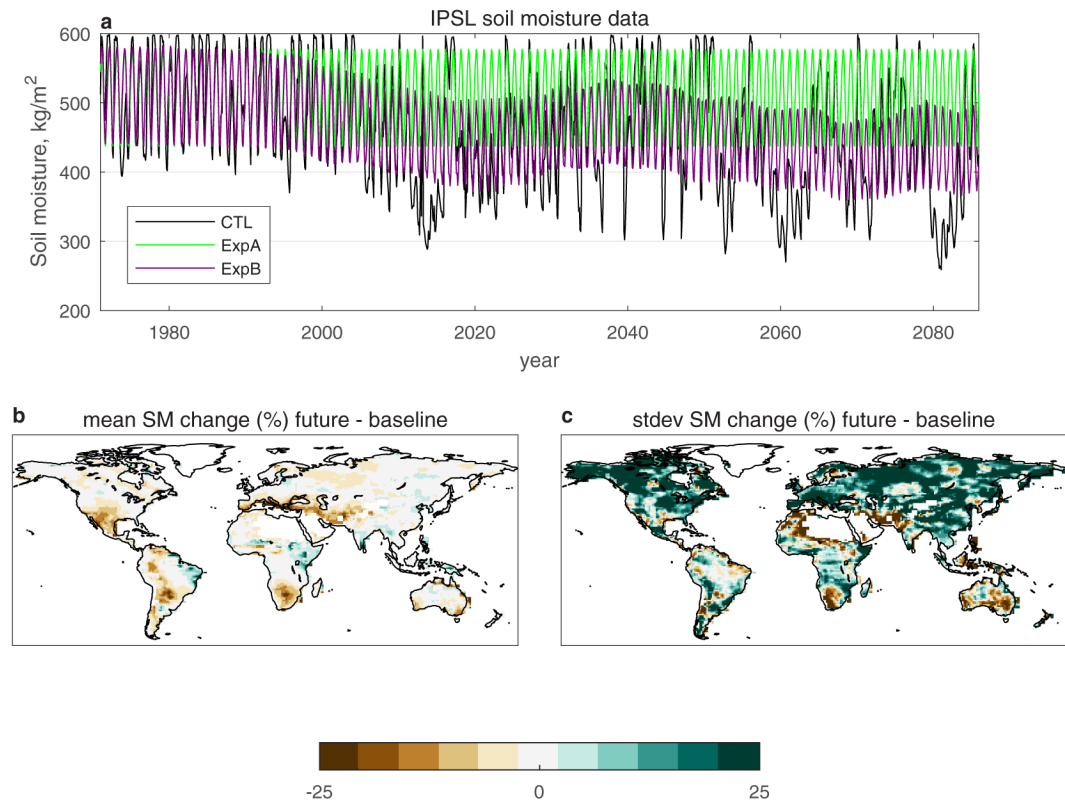 a IPSL soil moisture data
600
500
400
300
200
Soil moisture, kg/m²
CTL
ExpA
ExpB
1980 2000 2020 2040 2060 2080
year
b mean SM change (%) future - baseline
c stdev SM change (%) future - baseline
-25 0 25